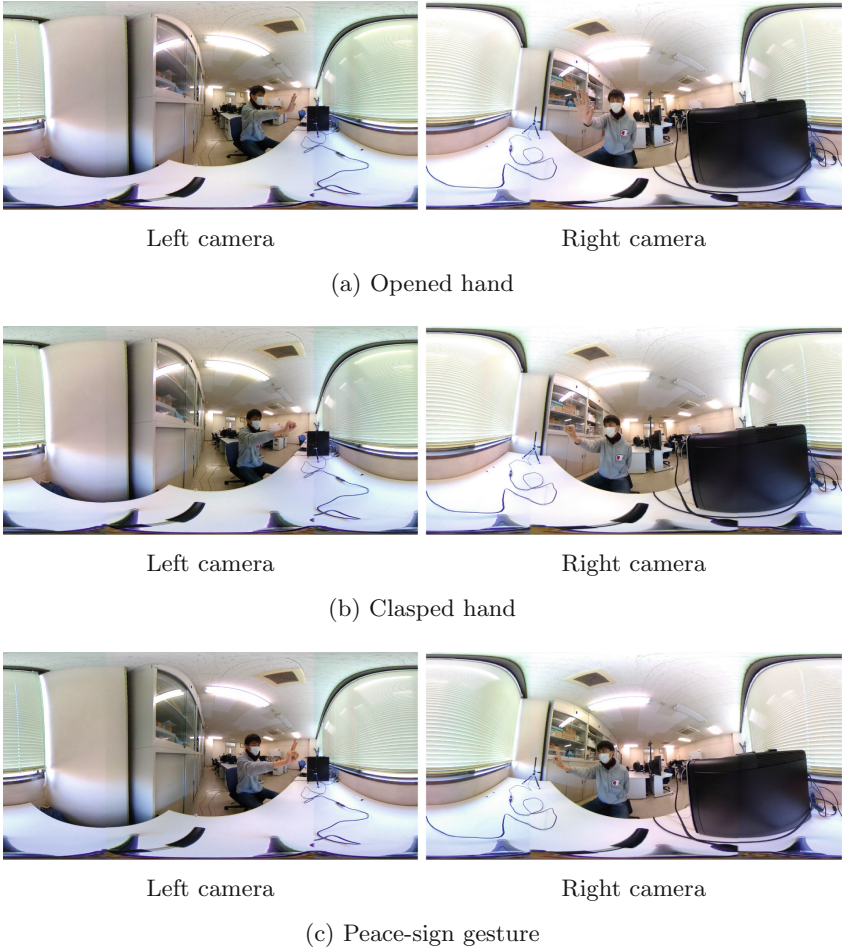 Left camera
Right camera
(a) Opened hand
Left camera
Right camera
(b) Clasped hand
Left camera
Right camera
(c) Peace-sign gesture